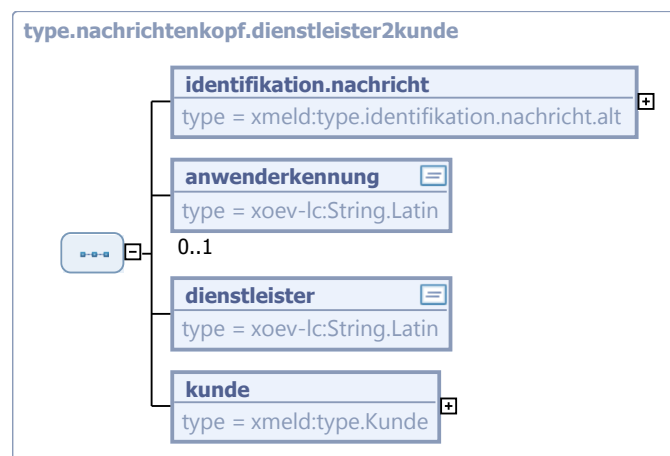 type.nachrichtenkopf.dienstleister2kunde
identifikation.nachricht
type = xmeld:type.identifikation.nachricht.alt
anwenderkennung
type = xoev-lc:String.Latin
0..1
dienstleister
type = xoev-lc:String.Latin
kunde
type = xmeld:type.Kunde